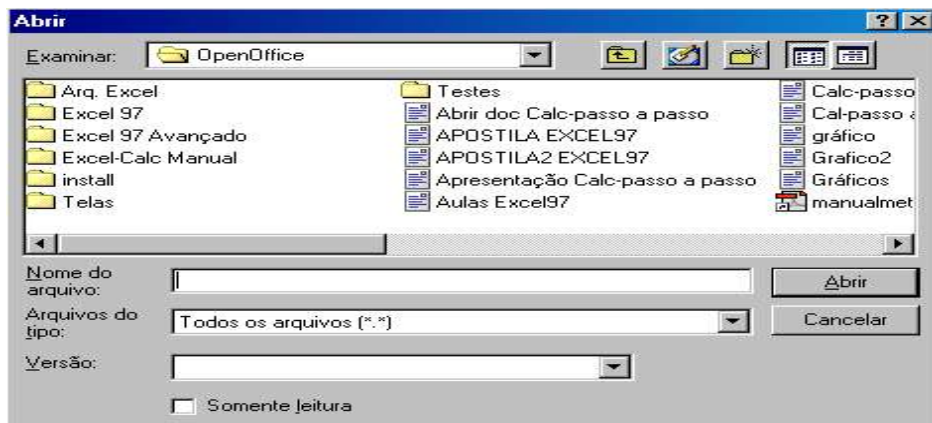 Abrir
Examinar: OpenOffice
Arq. Excel
Excel 97
Excel 97 Avançado
Excel-Calc Manual
install
Telas
Testes
Abrir doc Calc-passo a passo
APOSTILA EXCEL97
APOSTILA2 EXCEL97
Apresentação Calc-passo a passo
Aulas Excel97
Calc-passo
Cal-passo a
gráfico
Grafico2
Gráficos
manualmet
Nome do
arquivo:
Abrir
Arquivos do
tipo:
Todos os arquivos (*.*)
Cancelar
Versão:
Somente leitura